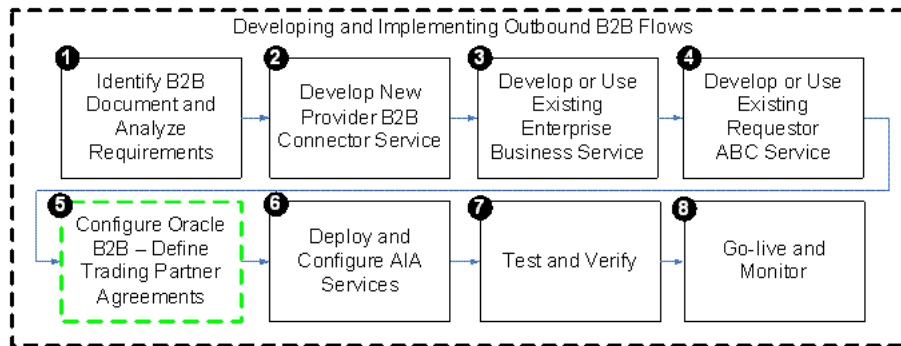 Developing and Implementing Outbound B2B Flows
1
Identify B2B
Document and
Analyze
Requirements
2
Develop New
Provider B2B
Connector Service
3
Develop or Use
Existing
Enterprise
Business Service
4
Develop or Use
Existing
Requestor
ABC Service
5
Configure Oracle
B2B – Define
Trading Partner
Agreements
6
Deploy and
Configure AIA
Services
7
Test and Verify
8
Go-live and
Monitor